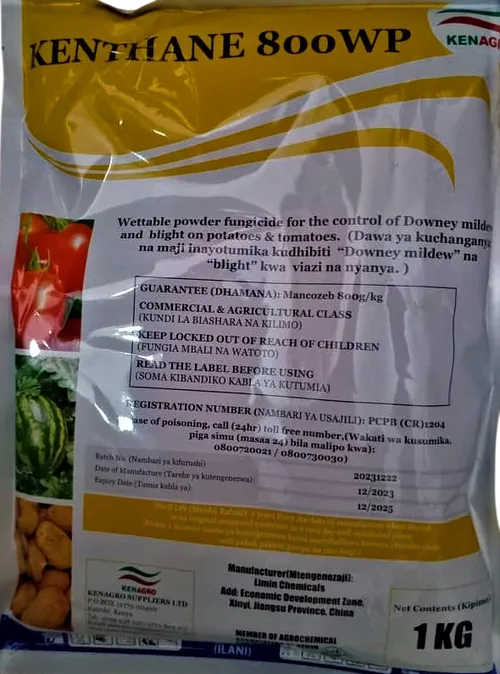 KENTHANE 800WP
KENAGR
Wettable powder fungicide for the control of Downey mildew
and blight on potatoes & tomatoes. (Dawa ya kuchanganya
na maji inayotumika kudhibiti "Downey mildew" na
"blight" kwa viazi na nyanya. )
GUARANTEE (DHAMANA): Mancozeb 800g/kg
COMMERCIAL & AGRICULTURAL CLASS
(KUNDI LA BIASHARA NA KILIMO)
KEEP LOCKED OUT OF REACH OF CHILDREN
(FUNGIA MBALI NA WATOTO)
READ THE LABEL BEFORE USING
(SOMA KIBANDIKO KABLA YA KUTUMIA)
REGISTRATION NUMBER (NAMBARI YA USAJILI): PCPB (CR)1204
ase of poisoning, call (24hr) toll free number,(Wakati wa kusumika,
piga simu (masaa 24) bila malipo kwa):
0800720021 / 0800730030)
Batch No. (Nambari ya kifurushi) 20231222
Date of Manufacture (Tarehe ya kutengenezwa) 12/2023
Expiry Date (Tumia kabla ya): 12/2025
Manufacturer(Mtengenezaji):
Limin Chemicals
Add: Economic Development Zone,
Xinyi, Jiangsu Province, China
KENAGRO
KENAGRO SUPPLIERS LTD
Nairobi, Kenya
MEMBER OF AGROCHEMICAL
Net Contents (Kipimo)
1 KG
(ILANI)